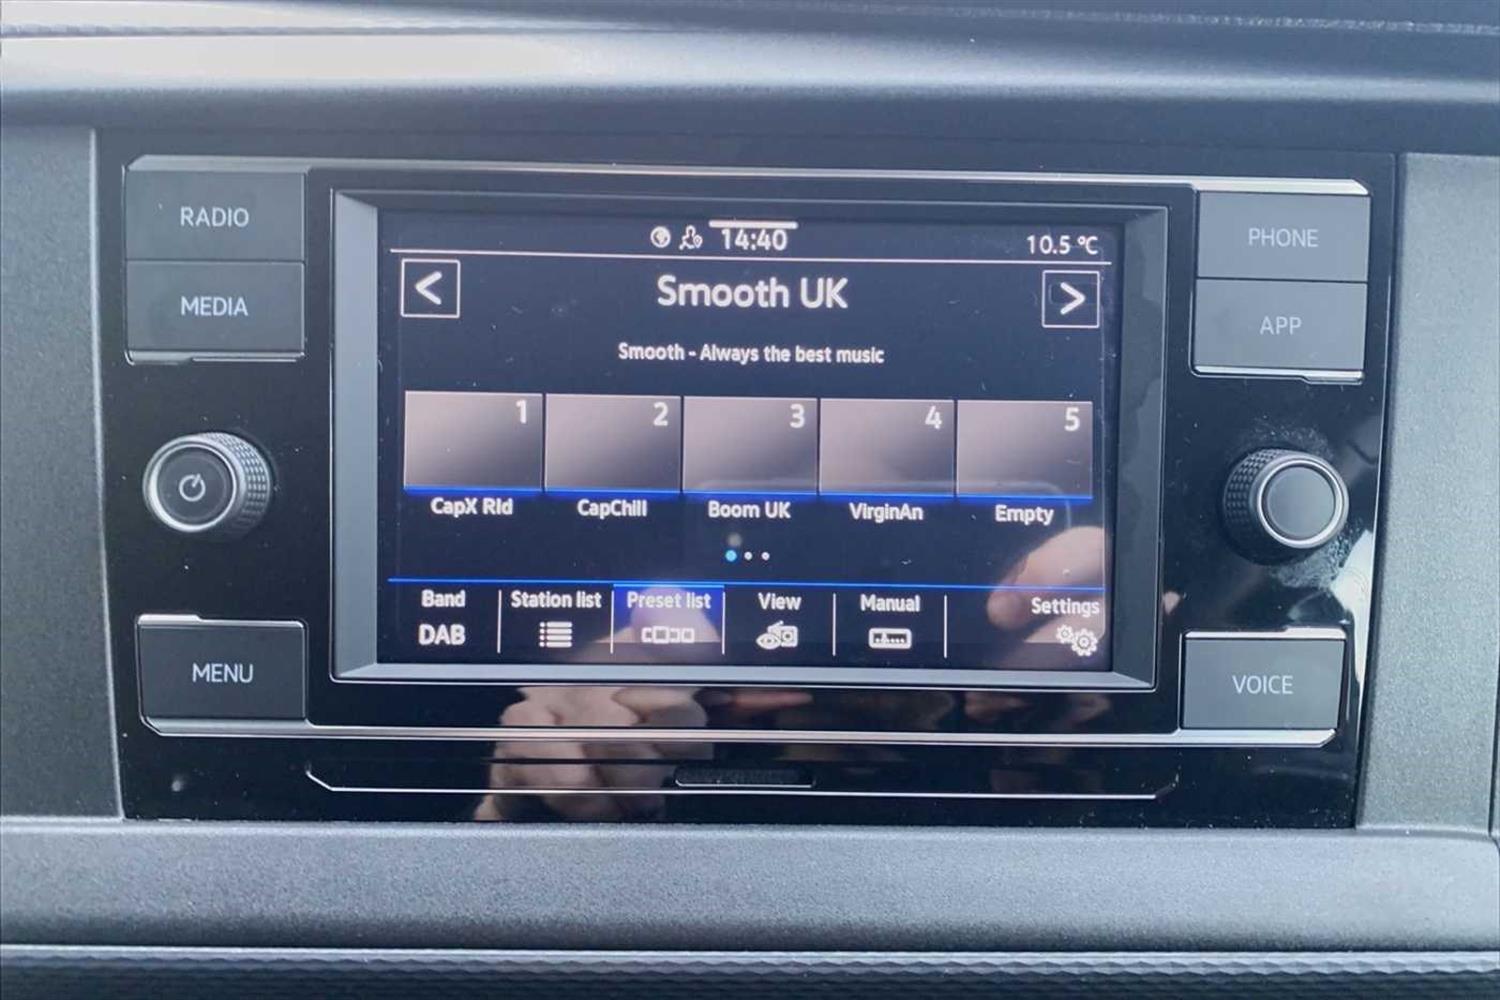 RADIO
MEDIA
MENU
14:40
10.5 °C
< Smooth UK >
Smooth - Always the best music
1 2 3 4 5
CapX Rld CapChill Boom UK VirginAn Empty
Band Station list Preset list View Manual Settings
DAB
PHONE
APP
VOICE